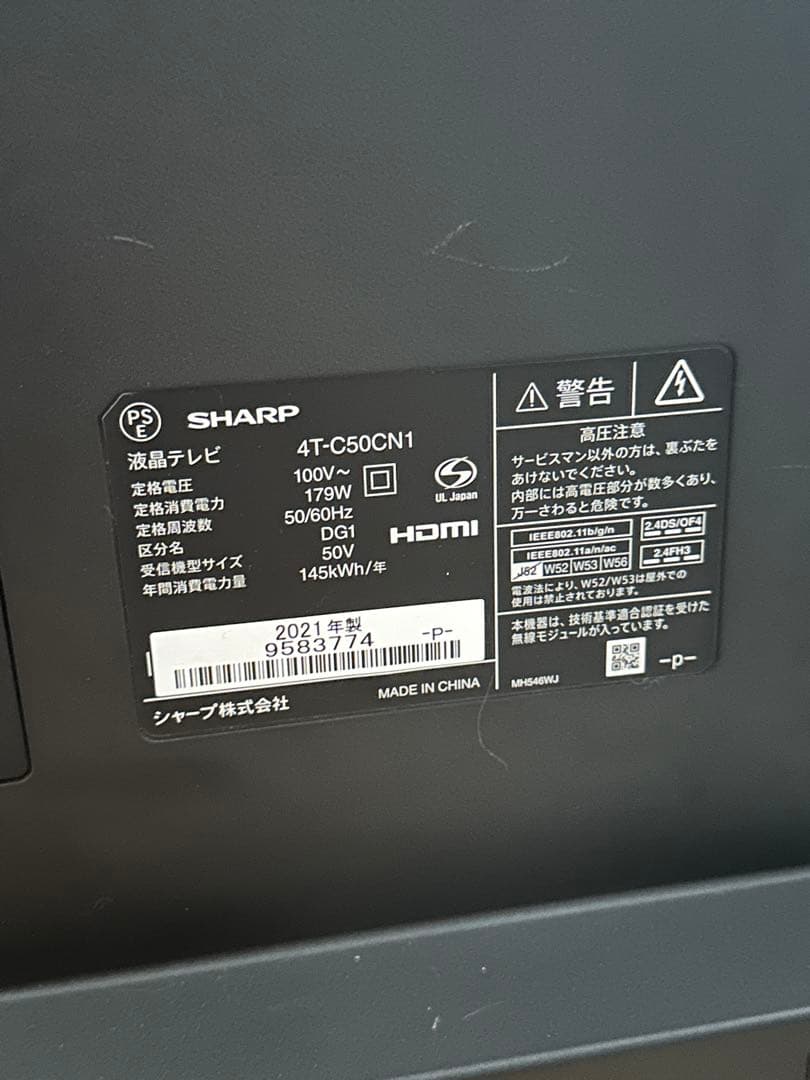 PS
E
SHARP
液晶テレビ
4T-C50CN1
定格電圧 100V～
定格消費電力 179W
定格周波数 50/60Hz
区分名 DG1
受信機型サイズ 50V
年間消費電力量 145kWh/年
UL Japan
HDMI
2021年製
9583774
-P-
シャープ株式会社
MADE IN CHINA
警告
高圧注意
サービスマン以外の方は、裏ぶたを
あけないでください。
内部には高電圧部分が数多くあり、
万一さわると危険です。
IEEE802.11b/g/n
IEEE802.11a/n/ac
J52 W52 W53 W56
2.4DS/OF4
2.4FH3
電波法により、W52/W53は屋外での
使用は禁止されております。
本機器は、技術基準適合認証を受けた
無線モジュールが入っています。
MH546WJ
-P-